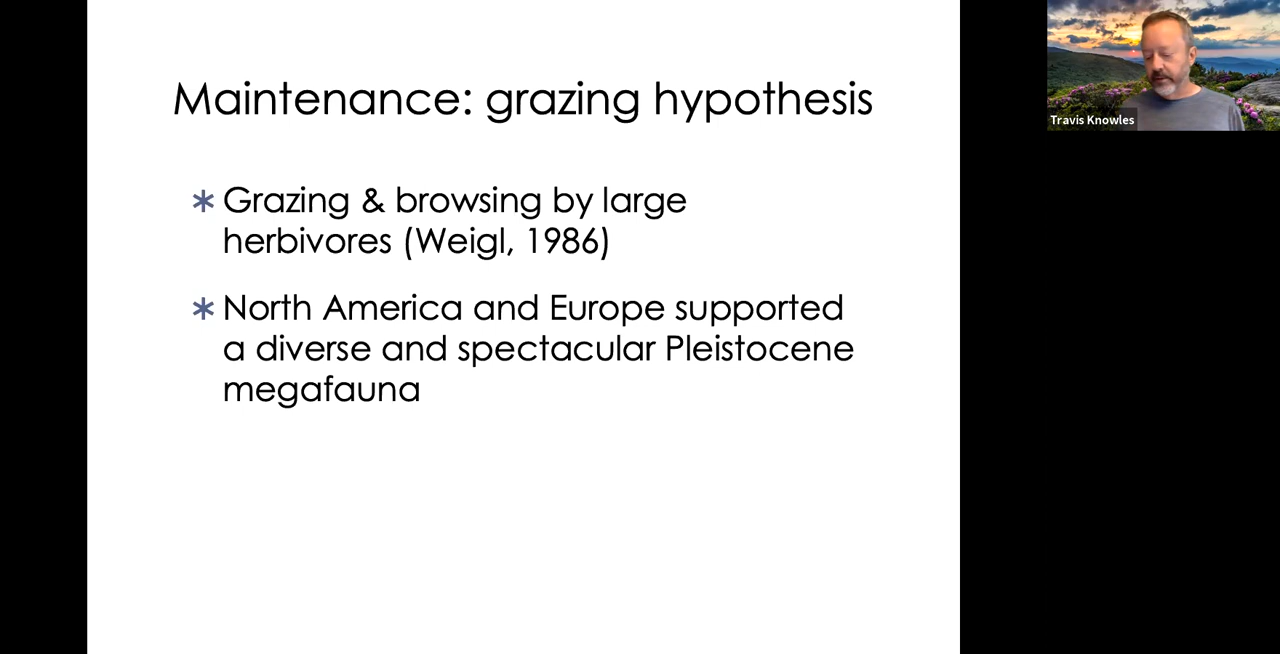 Maintenance: grazing hypothesis
Grazing & browsing by large
herbivores (Weigl, 1986)
North America and Europe supported
a diverse and spectacular Pleistocene
megafauna
Travis Knowles